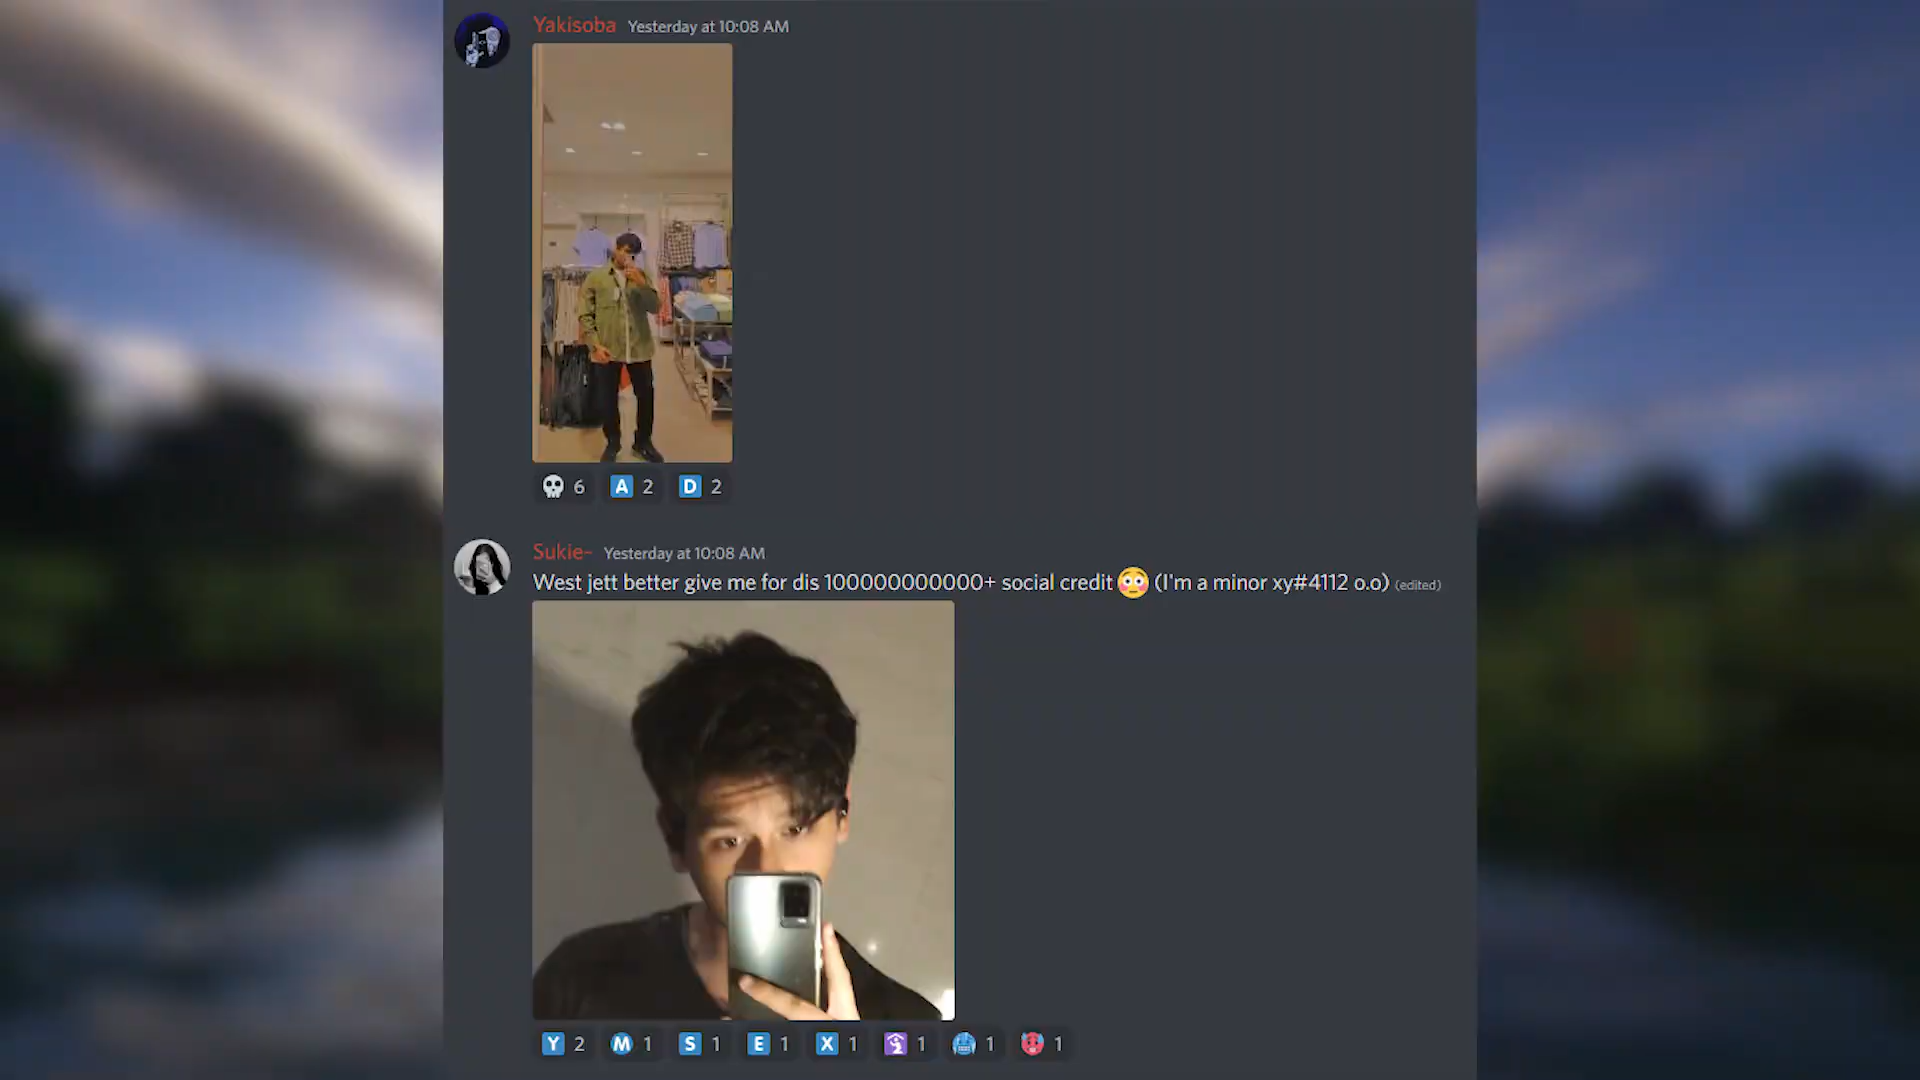 Yakisoba Yesterday at 10:08 AM
6 A 2 D 2
Sukie~ Yesterday at 10:08 AM
West jett better give me for dis 100000000000+ social credit 😳 (I'm a minor xy#4112 o.o) (edited)
Y 2 M 1 S 1 E 1 X 1 1 1 1